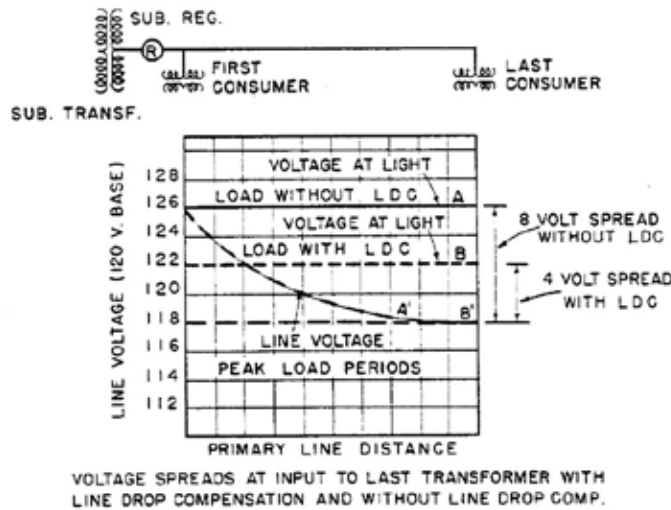 SUB. REG.
R
FIRST
CONSUMER
LAST
CONSUMER
SUB. TRANSF.
LINE VOLTAGE (120 V. BASE)
128
126
124
122
120
118
116
114
112
VOLTAGE AT LIGHT
LOAD WITHOUT LDC A
VOLTAGE AT LIGHT
LOAD WITH LDC B
A' B'
LINE VOLTAGE
PEAK LOAD PERIODS
8 VOLT SPREAD
WITHOUT LDC
4 VOLT SPREAD
WITH LDC
PRIMARY LINE DISTANCE
VOLTAGE SPREADS AT INPUT TO LAST TRANSFORMER WITH
LINE DROP COMPENSATION AND WITHOUT LINE DROP COMP.